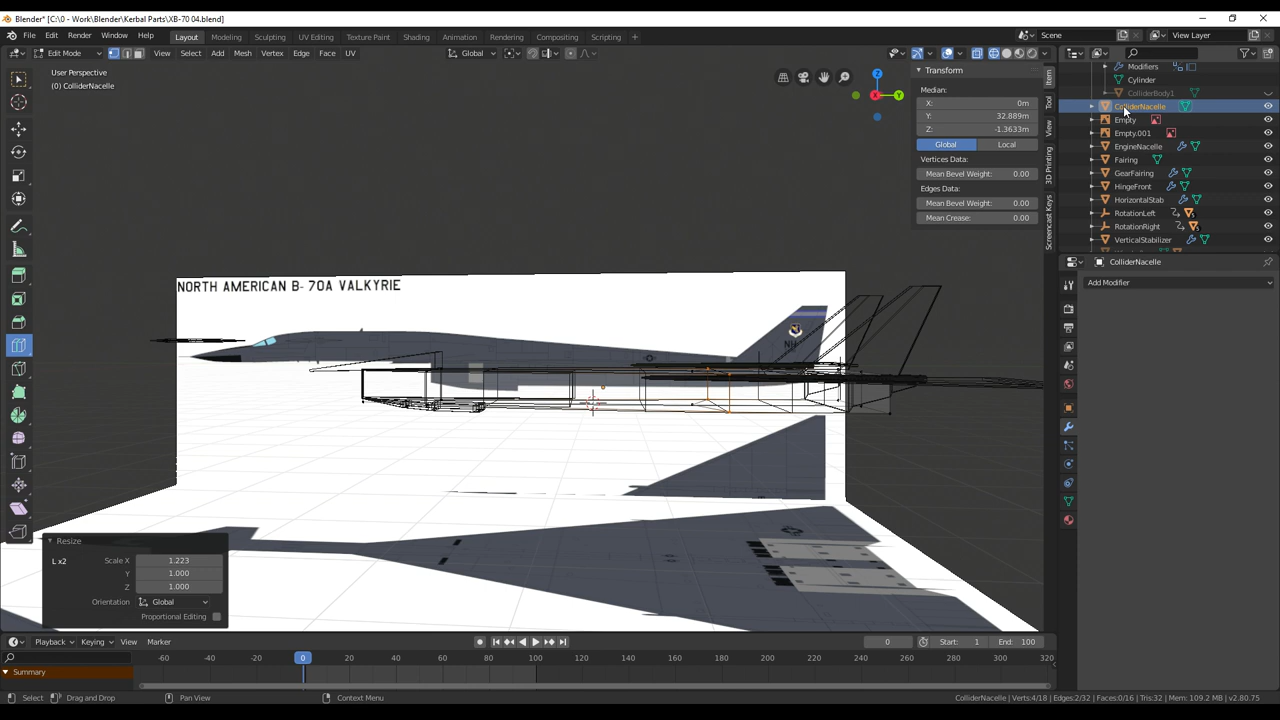 Blender* [C:\0 - Work\Blender\Kerbal Parts\XB-70 04.blend]
File Edit Render Window Help Layout Modeling Sculpting UV Editing Texture Paint Shading Animation Rendering Compositing Scripting + Scene View Layer
Edit Mode View Select Add Mesh Vertex Edge Face UV Global
User Perspective
(0) ColliderNacelle
Transform
Median:
X: 0m
Y: 32.889m
Z: -1.3633m
Global Local
Vertices Data:
Mean Bevel Weight: 0.00
Edges Data:
Mean Bevel Weight: 0.00
Mean Crease: 0.00
Item
Tool
View
3D Printing
Screencast Keys
X
Y
Z
Modifiers
Cylinder
ColliderBody1
ColliderNacelle
Empty
Empty.001
EngineNacelle
Fairing
GearFairing
HingeFront
HorizontalStab
RotationLeft
RotationRight
VerticalStabilizer
ColliderNacelle
Add Modifier
NORTH AMERICAN B-70A VALKYRIE
Resize
L x2
Scale X 1.223
Y 1.000
Z 1.000
Orientation Global
Proportional Editing
Playback Keying View Marker 0 Start: 1 End: 100
-60 -40 -20 0 20 40 60 80 100 120 140 160 180 200 220 240 260 280 300 320
Summary
Select Drag and Drop Pan View Context Menu ColliderNacelle | Verts:4/18 | Edges:2/32 | Faces:0/16 | Tris:32 | Mem: 109.2 MB | v2.80.75